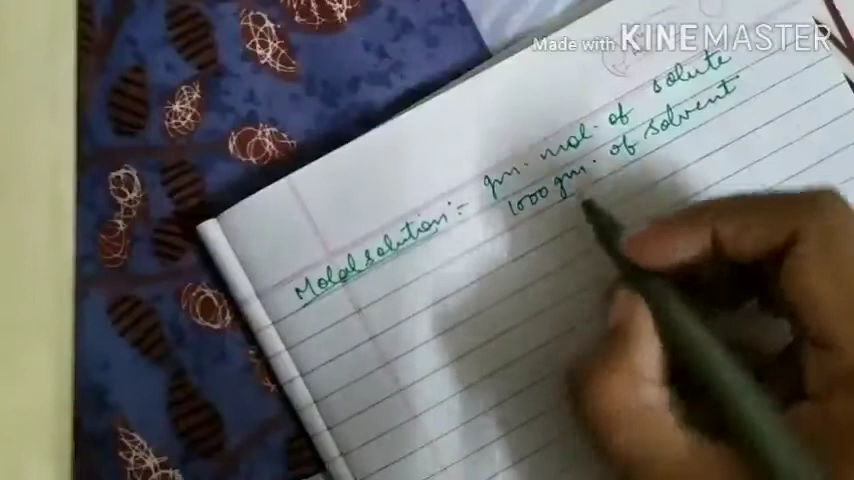 Made with KINEMASTER
gm. mol. of solute
Molal solution :- 1000 gm. of solvent